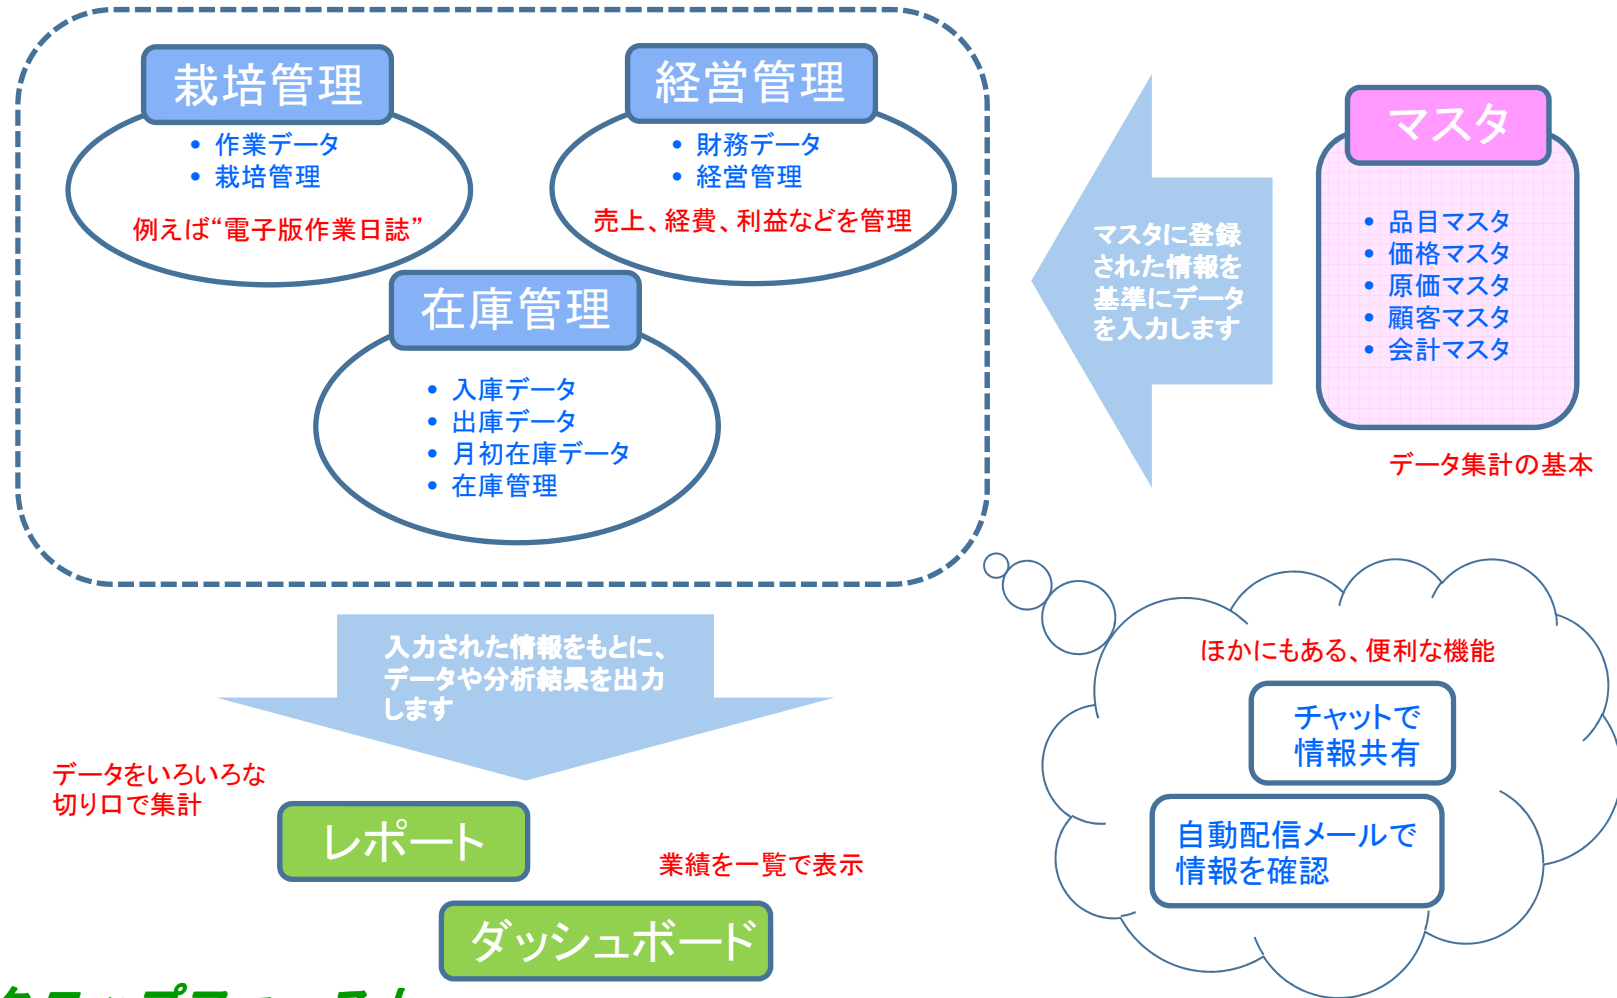 栽培管理
• 作業データ
• 栽培管理
例えば“電子版作業日誌”
経営管理
• 財務データ
• 経営管理
売上、経費、利益などを管理
在庫管理
• 入庫データ
• 出庫データ
• 月初在庫データ
• 在庫管理
マスタに登録
された情報を
基準にデータ
を入力します
マスタ
• 品目マスタ
• 価格マスタ
• 原価マスタ
• 顧客マスタ
• 会計マスタ
データ集計の基本
入力された情報をもとに、
データや分析結果を出力
します
データをいろいろな
切り口で集計
レポート
業績を一覧で表示
ダッシュボード
ほかにもある、便利な機能
チャットで
情報共有
自動配信メールで
情報を確認